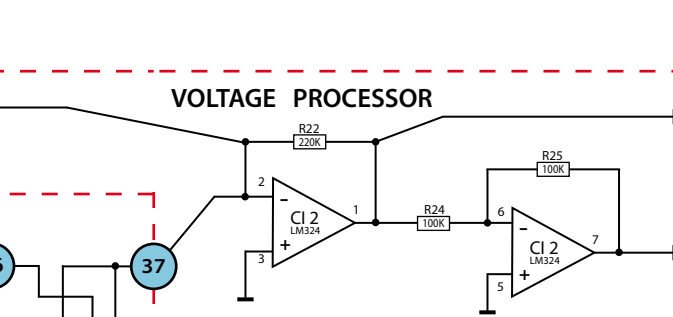 VOLTAGE PROCESSOR
R22
220K
R25
100K
2
-
CI 2
LM324
+
3
1
R24
100K
6
-
CI 2
LM324
+
5
7
37